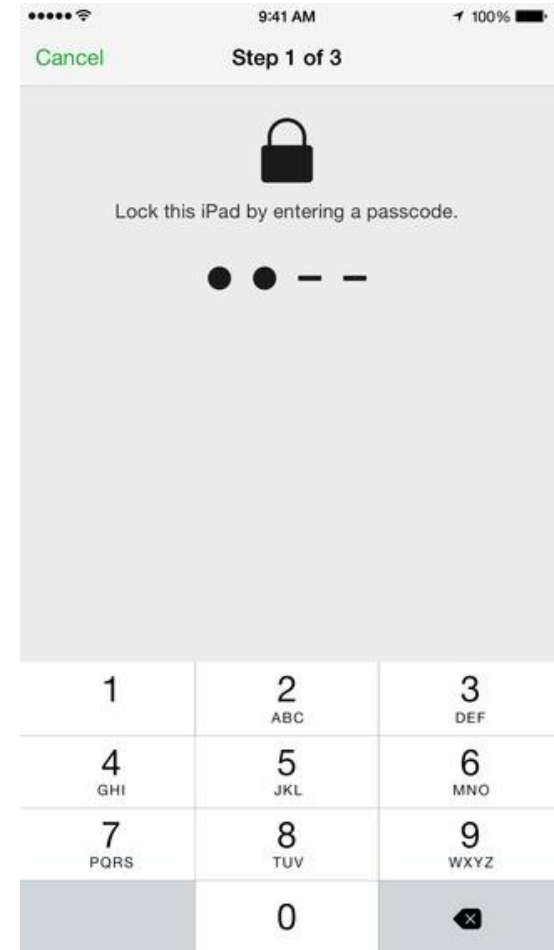 9:41 AM 100%
Cancel Step 1 of 3
Lock this iPad by entering a passcode.
1 2 3
ABC DEF
4 5 6
GHI JKL MNO
7 8 9
PQRS TUV WXYZ
0